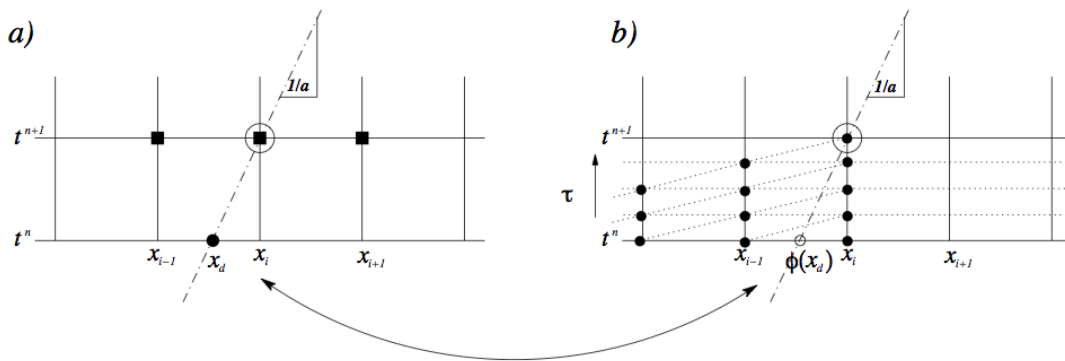 a)
1/a
t^{n+1}
t^n
x_{i-1}
x_d
x_i
x_{i+1}
b)
1/a
t^{n+1}
τ
t^n
x_{i-1}
ϕ(x_d)
x_i
x_{i+1}